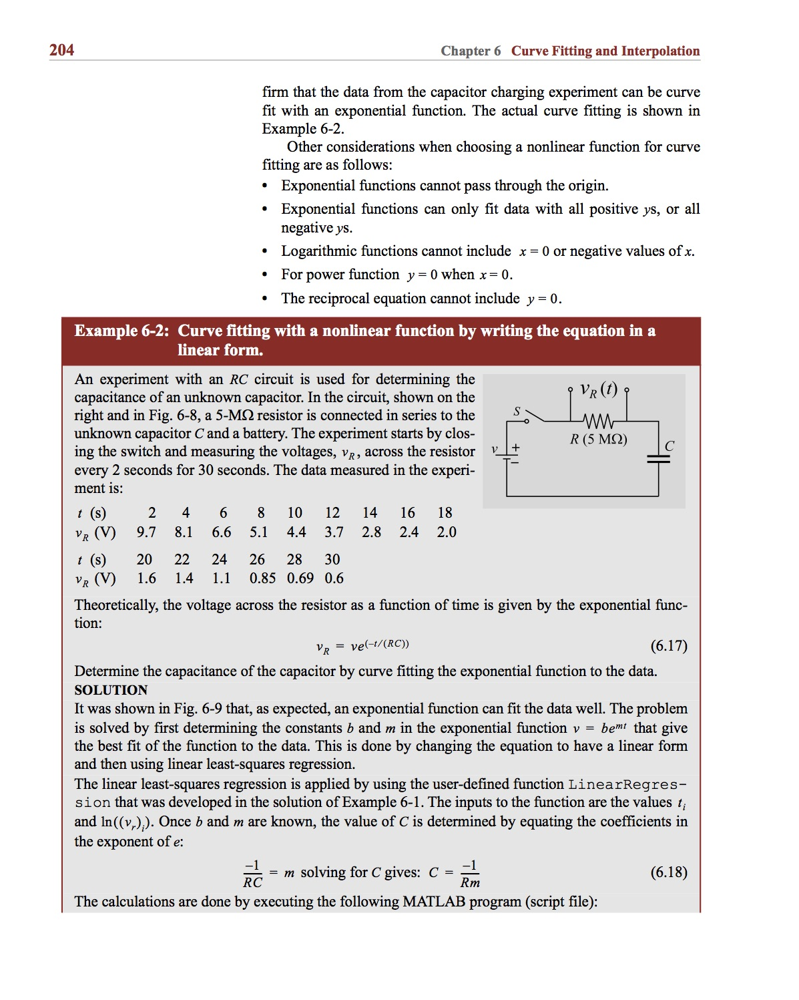 204
Chapter 6 Curve Fitting and Interpolation
firm that the data from the capacitor charging experiment can be curve
fit with an exponential function. The actual curve fitting is shown in
Example 6-2.
Other considerations when choosing a nonlinear function for curve
fitting are as follows:
• Exponential functions cannot pass through the origin.
• Exponential functions can only fit data with all positive ys, or all
negative ys.
• Logarithmic functions cannot include x = 0 or negative values of x.
• For power function y = 0 when x = 0.
• The reciprocal equation cannot include y = 0.
Example 6-2: Curve fitting with a nonlinear function by writing the equation in a
linear form.
An experiment with an RC circuit is used for determining the
capacitance of an unknown capacitor. In the circuit, shown on the
right and in Fig. 6-8, a 5-MΩ resistor is connected in series to the
unknown capacitor C and a battery. The experiment starts by clos-
ing the switch and measuring the voltages, v_R, across the resistor
every 2 seconds for 30 seconds. The data measured in the experi-
ment is:
v_R(t)
S
R (5 MΩ)
v
+
−
C
t (s) 2 4 6 8 10 12 14 16 18
v_R (V) 9.7 8.1 6.6 5.1 4.4 3.7 2.8 2.4 2.0
t (s) 20 22 24 26 28 30
v_R (V) 1.6 1.4 1.1 0.85 0.69 0.6
Theoretically, the voltage across the resistor as a function of time is given by the exponential func-
tion:
v_R = ve^(−t/(RC)) (6.17)
Determine the capacitance of the capacitor by curve fitting the exponential function to the data.
SOLUTION
It was shown in Fig. 6-9 that, as expected, an exponential function can fit the data well. The problem
is solved by first determining the constants b and m in the exponential function v = be^mt that give
the best fit of the function to the data. This is done by changing the equation to have a linear form
and then using linear least-squares regression.
The linear least-squares regression is applied by using the user-defined function LinearRegres-
sion that was developed in the solution of Example 6-1. The inputs to the function are the values t_i
and ln((v_r)_i). Once b and m are known, the value of C is determined by equating the coefficients in
the exponent of e:
−1/RC = m solving for C gives: C = −1/Rm (6.18)
The calculations are done by executing the following MATLAB program (script file):